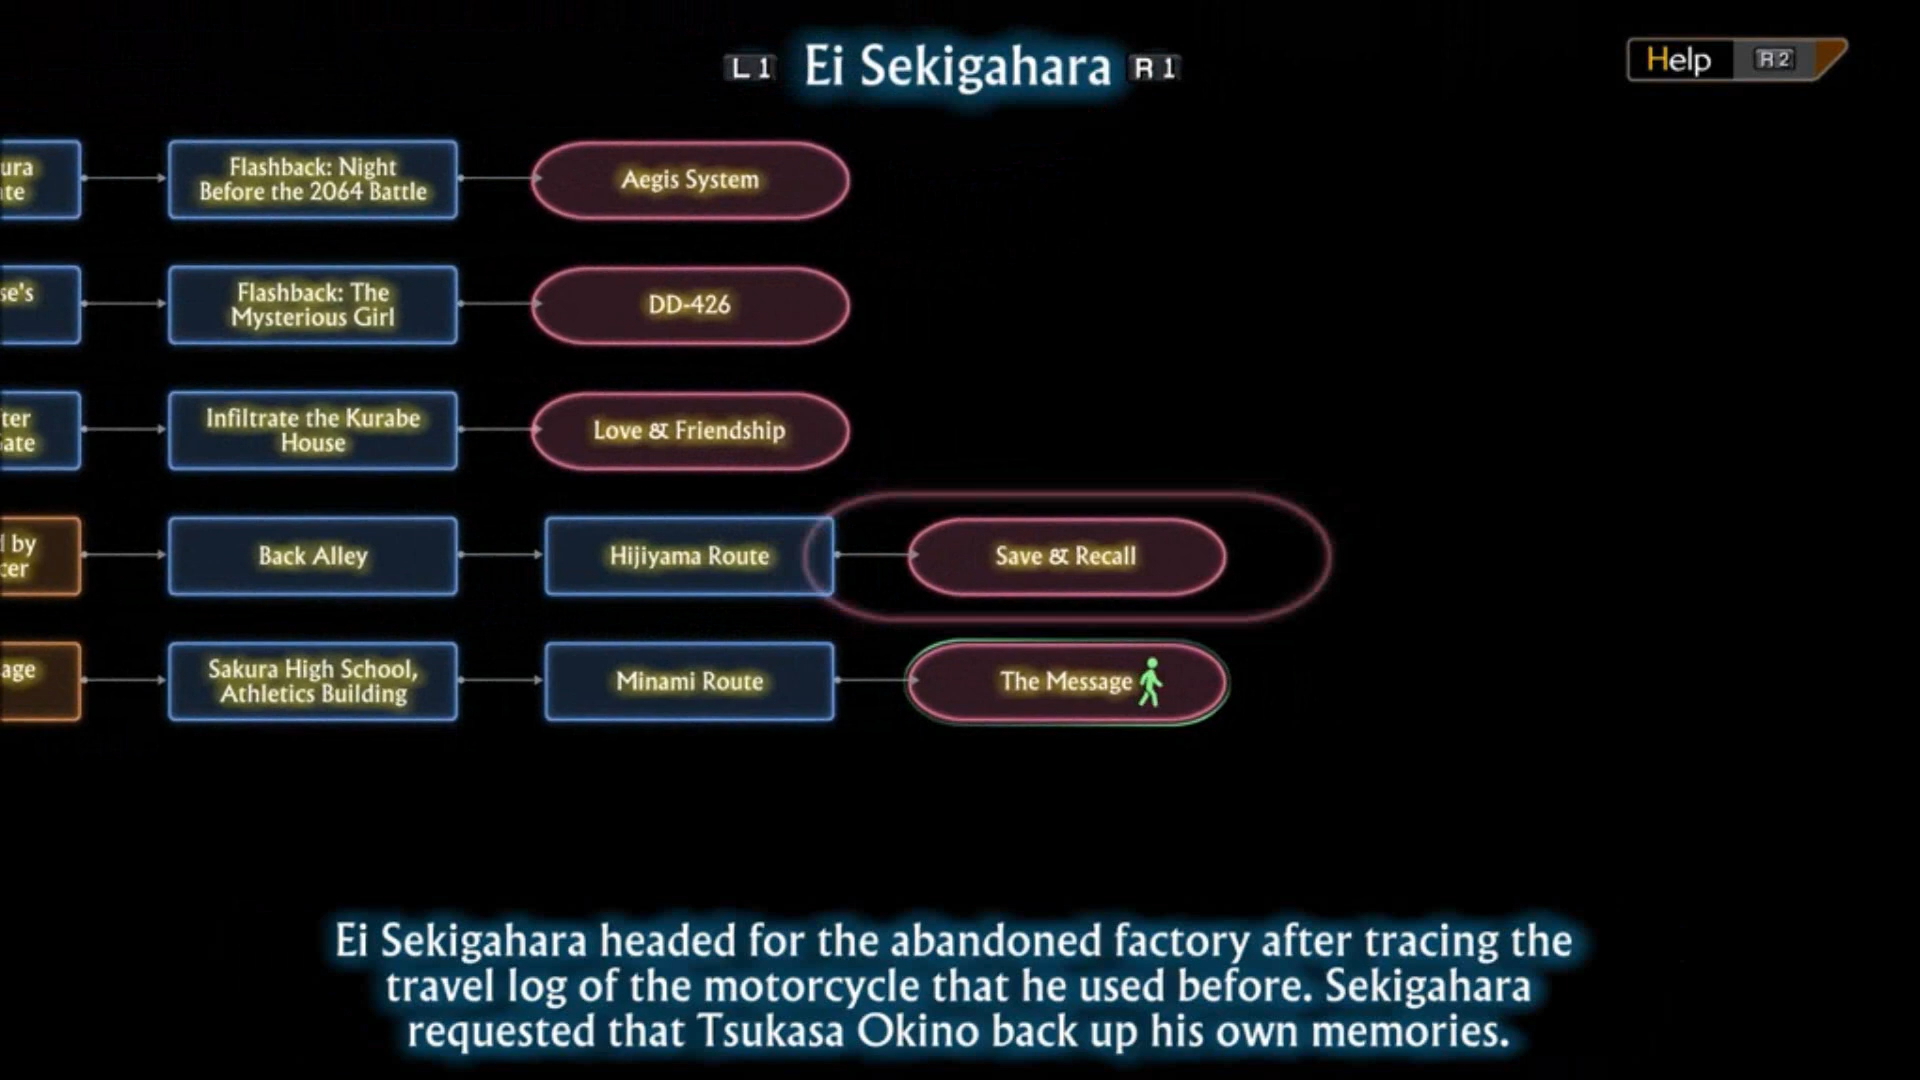 L1 Ei Sekigahara R1
Help R2
ura
te
Flashback: Night
Before the 2064 Battle
Aegis System
se's
Flashback: The
Mysterious Girl
DD-426
ter
ate
Infiltrate the Kurabe
House
Love & Friendship
by
cer
Back Alley
Hijiyama Route
Save & Recall
age
Sakura High School,
Athletics Building
Minami Route
The Message
Ei Sekigahara headed for the abandoned factory after tracing the
travel log of the motorcycle that he used before. Sekigahara
requested that Tsukasa Okino back up his own memories.